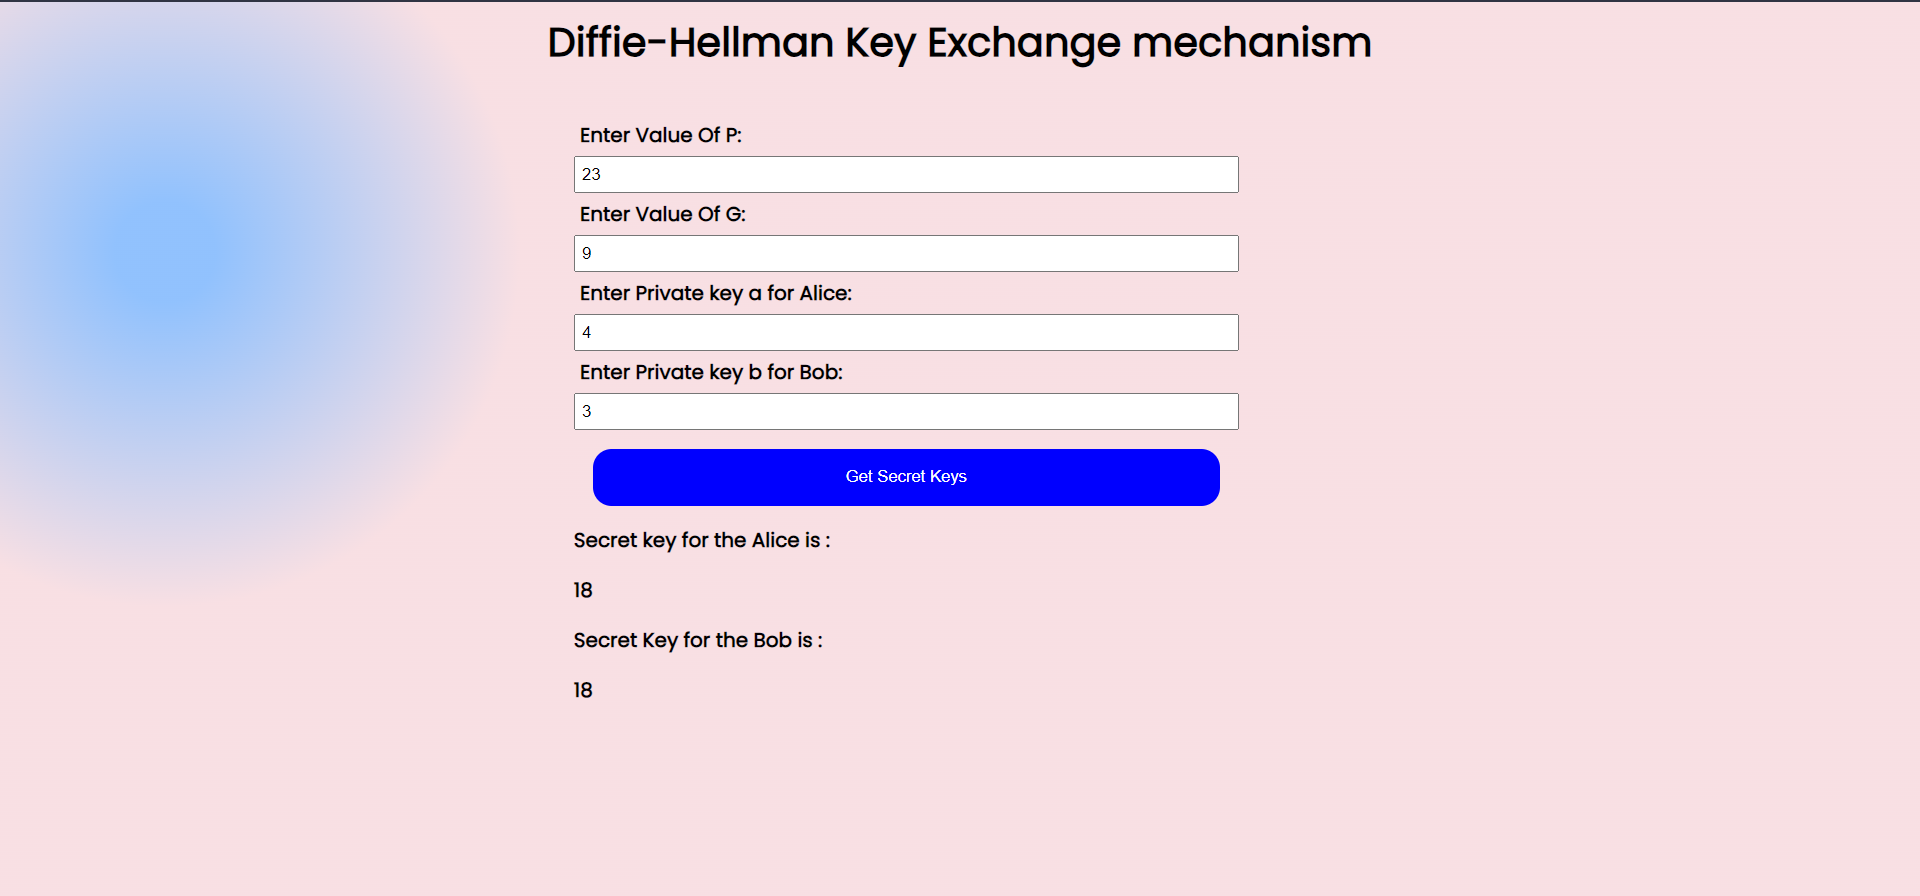 Diffie-Hellman Key Exchange mechanism
Enter Value Of P:
23
Enter Value Of G:
9
Enter Private key a for Alice:
4
Enter Private key b for Bob:
3
Get Secret Keys
Secret key for the Alice is :
18
Secret Key for the Bob is :
18